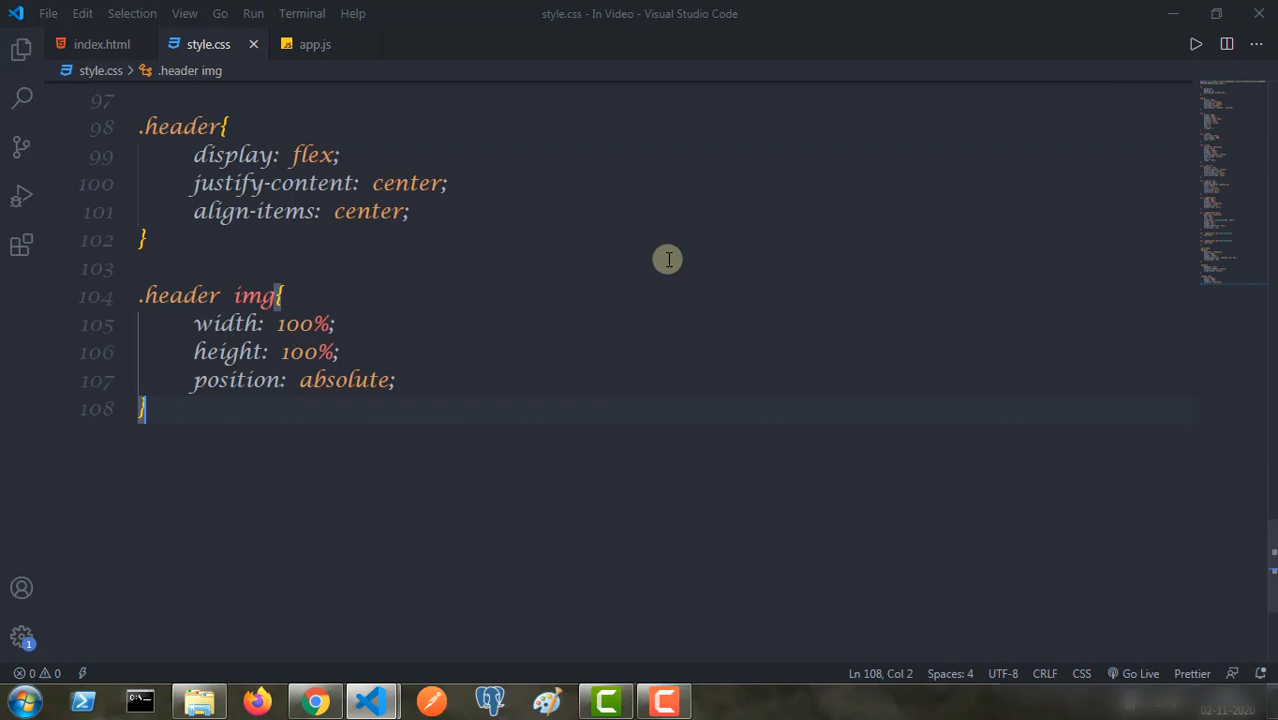 File Edit Selection View Go Run Terminal Help
style.css - In Video - Visual Studio Code
index.html
style.css
app.js
style.css > .header img
97
98 .header{
99 display: flex;
100 justify-content: center;
101 align-items: center;
102 }
103
104 .header img{
105 width: 100%;
106 height: 100%;
107 position: absolute;
108 }
1
0 0
Ln 108, Col 2 Spaces: 4 UTF-8 CRLF CSS Go Live Prettier
02-11-2020